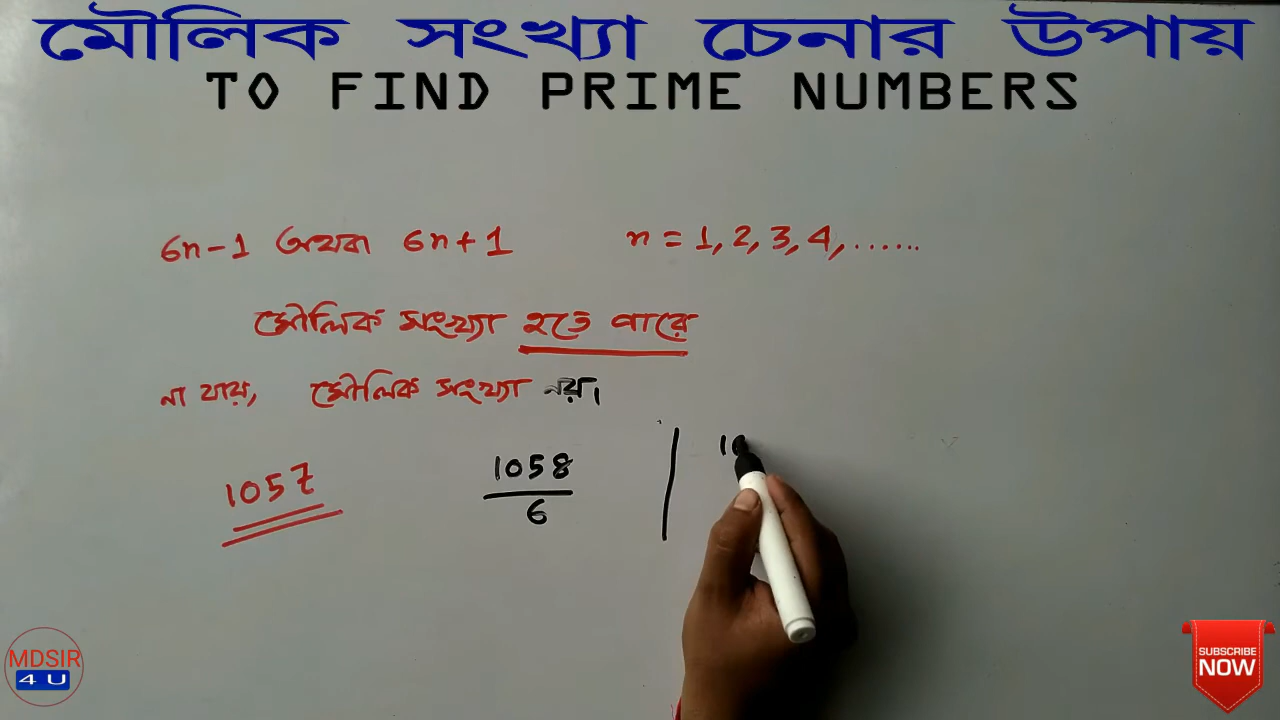 মৌলিক সংখ্যা চেনার উপায়
TO FIND PRIME NUMBERS
6n-1 অথবা 6n+1 n = 1, 2, 3, 4, ......
মৌলিক সংখ্যা হতে পারে
না যায়, মৌলিক সংখ্যা নয়।
1057
1058
6
10
MDSIR
4 U
SUBSCRIBE
NOW